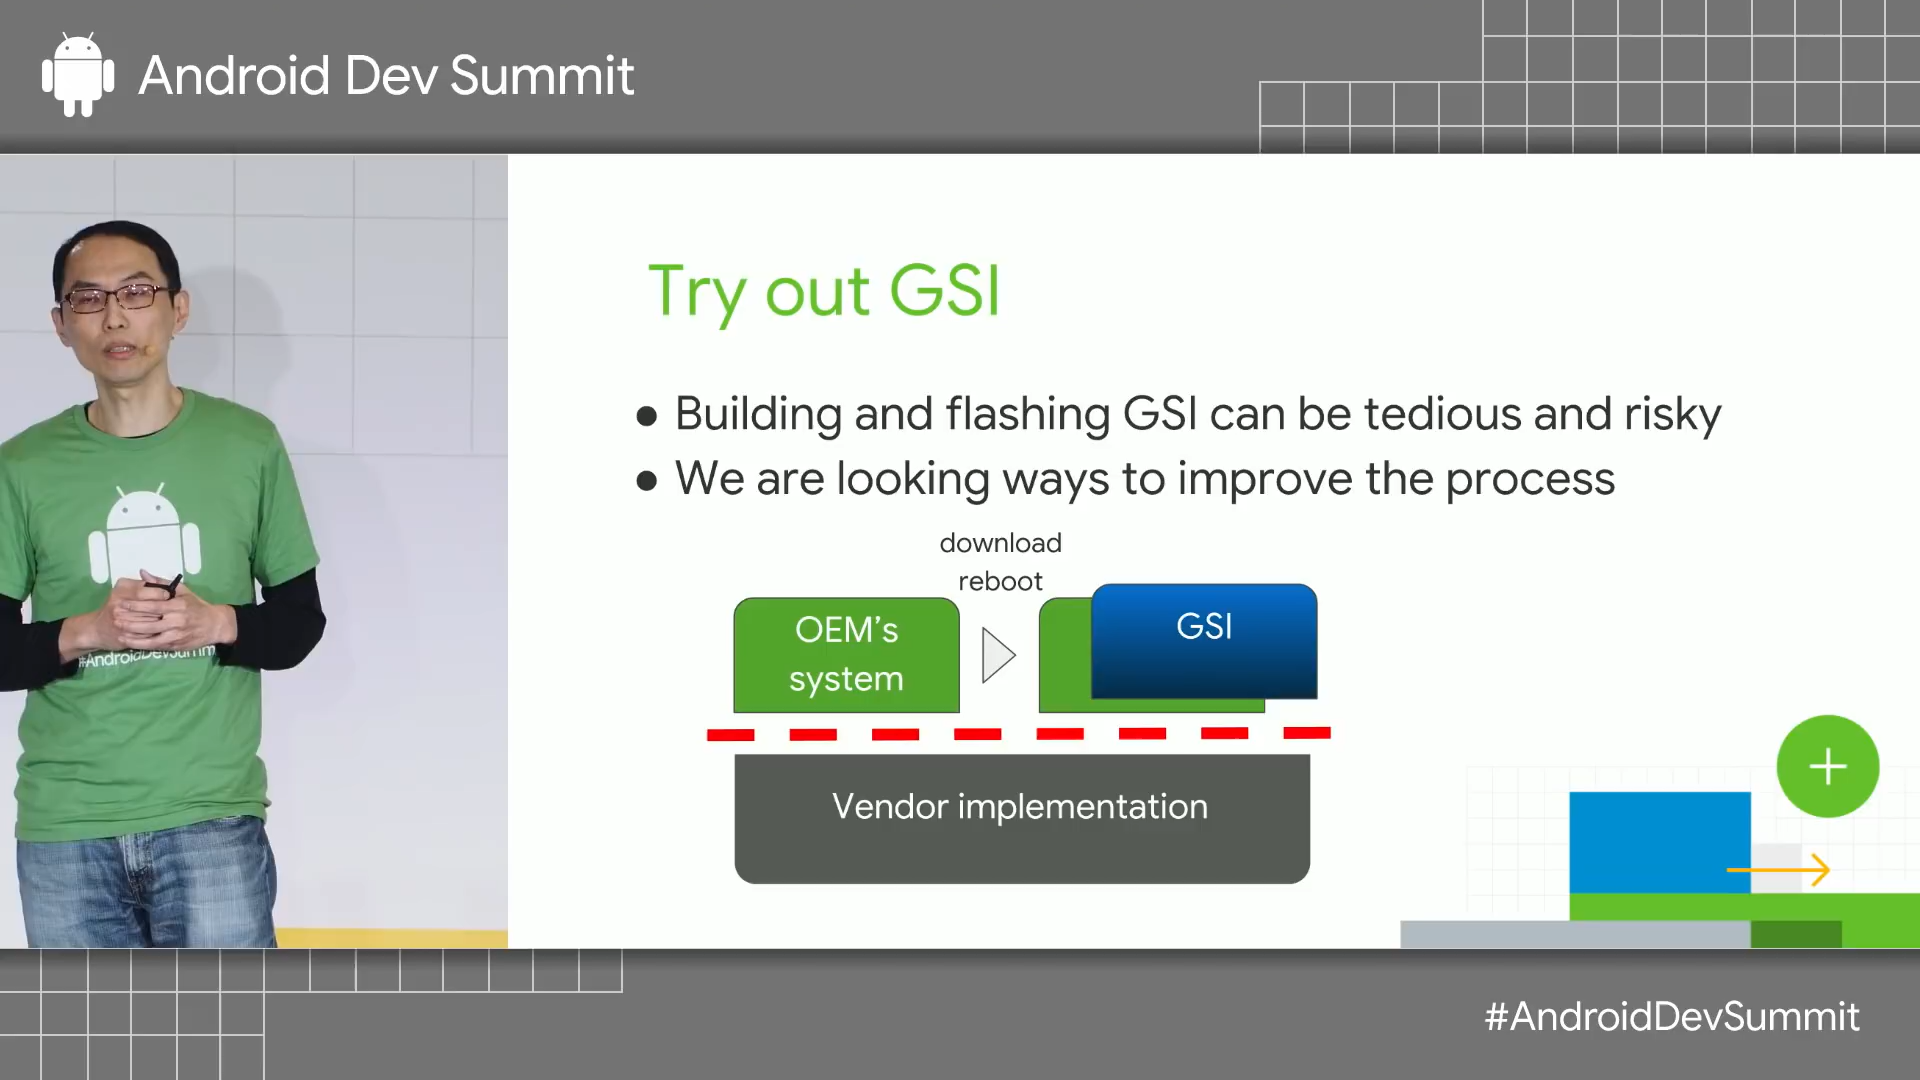 Android Dev Summit
Try out GSI
● Building and flashing GSI can be tedious and risky
● We are looking ways to improve the process
download
reboot
OEM's
system
GSI
Vendor implementation
#AndroidDevSummit
#AndroidDevSummit